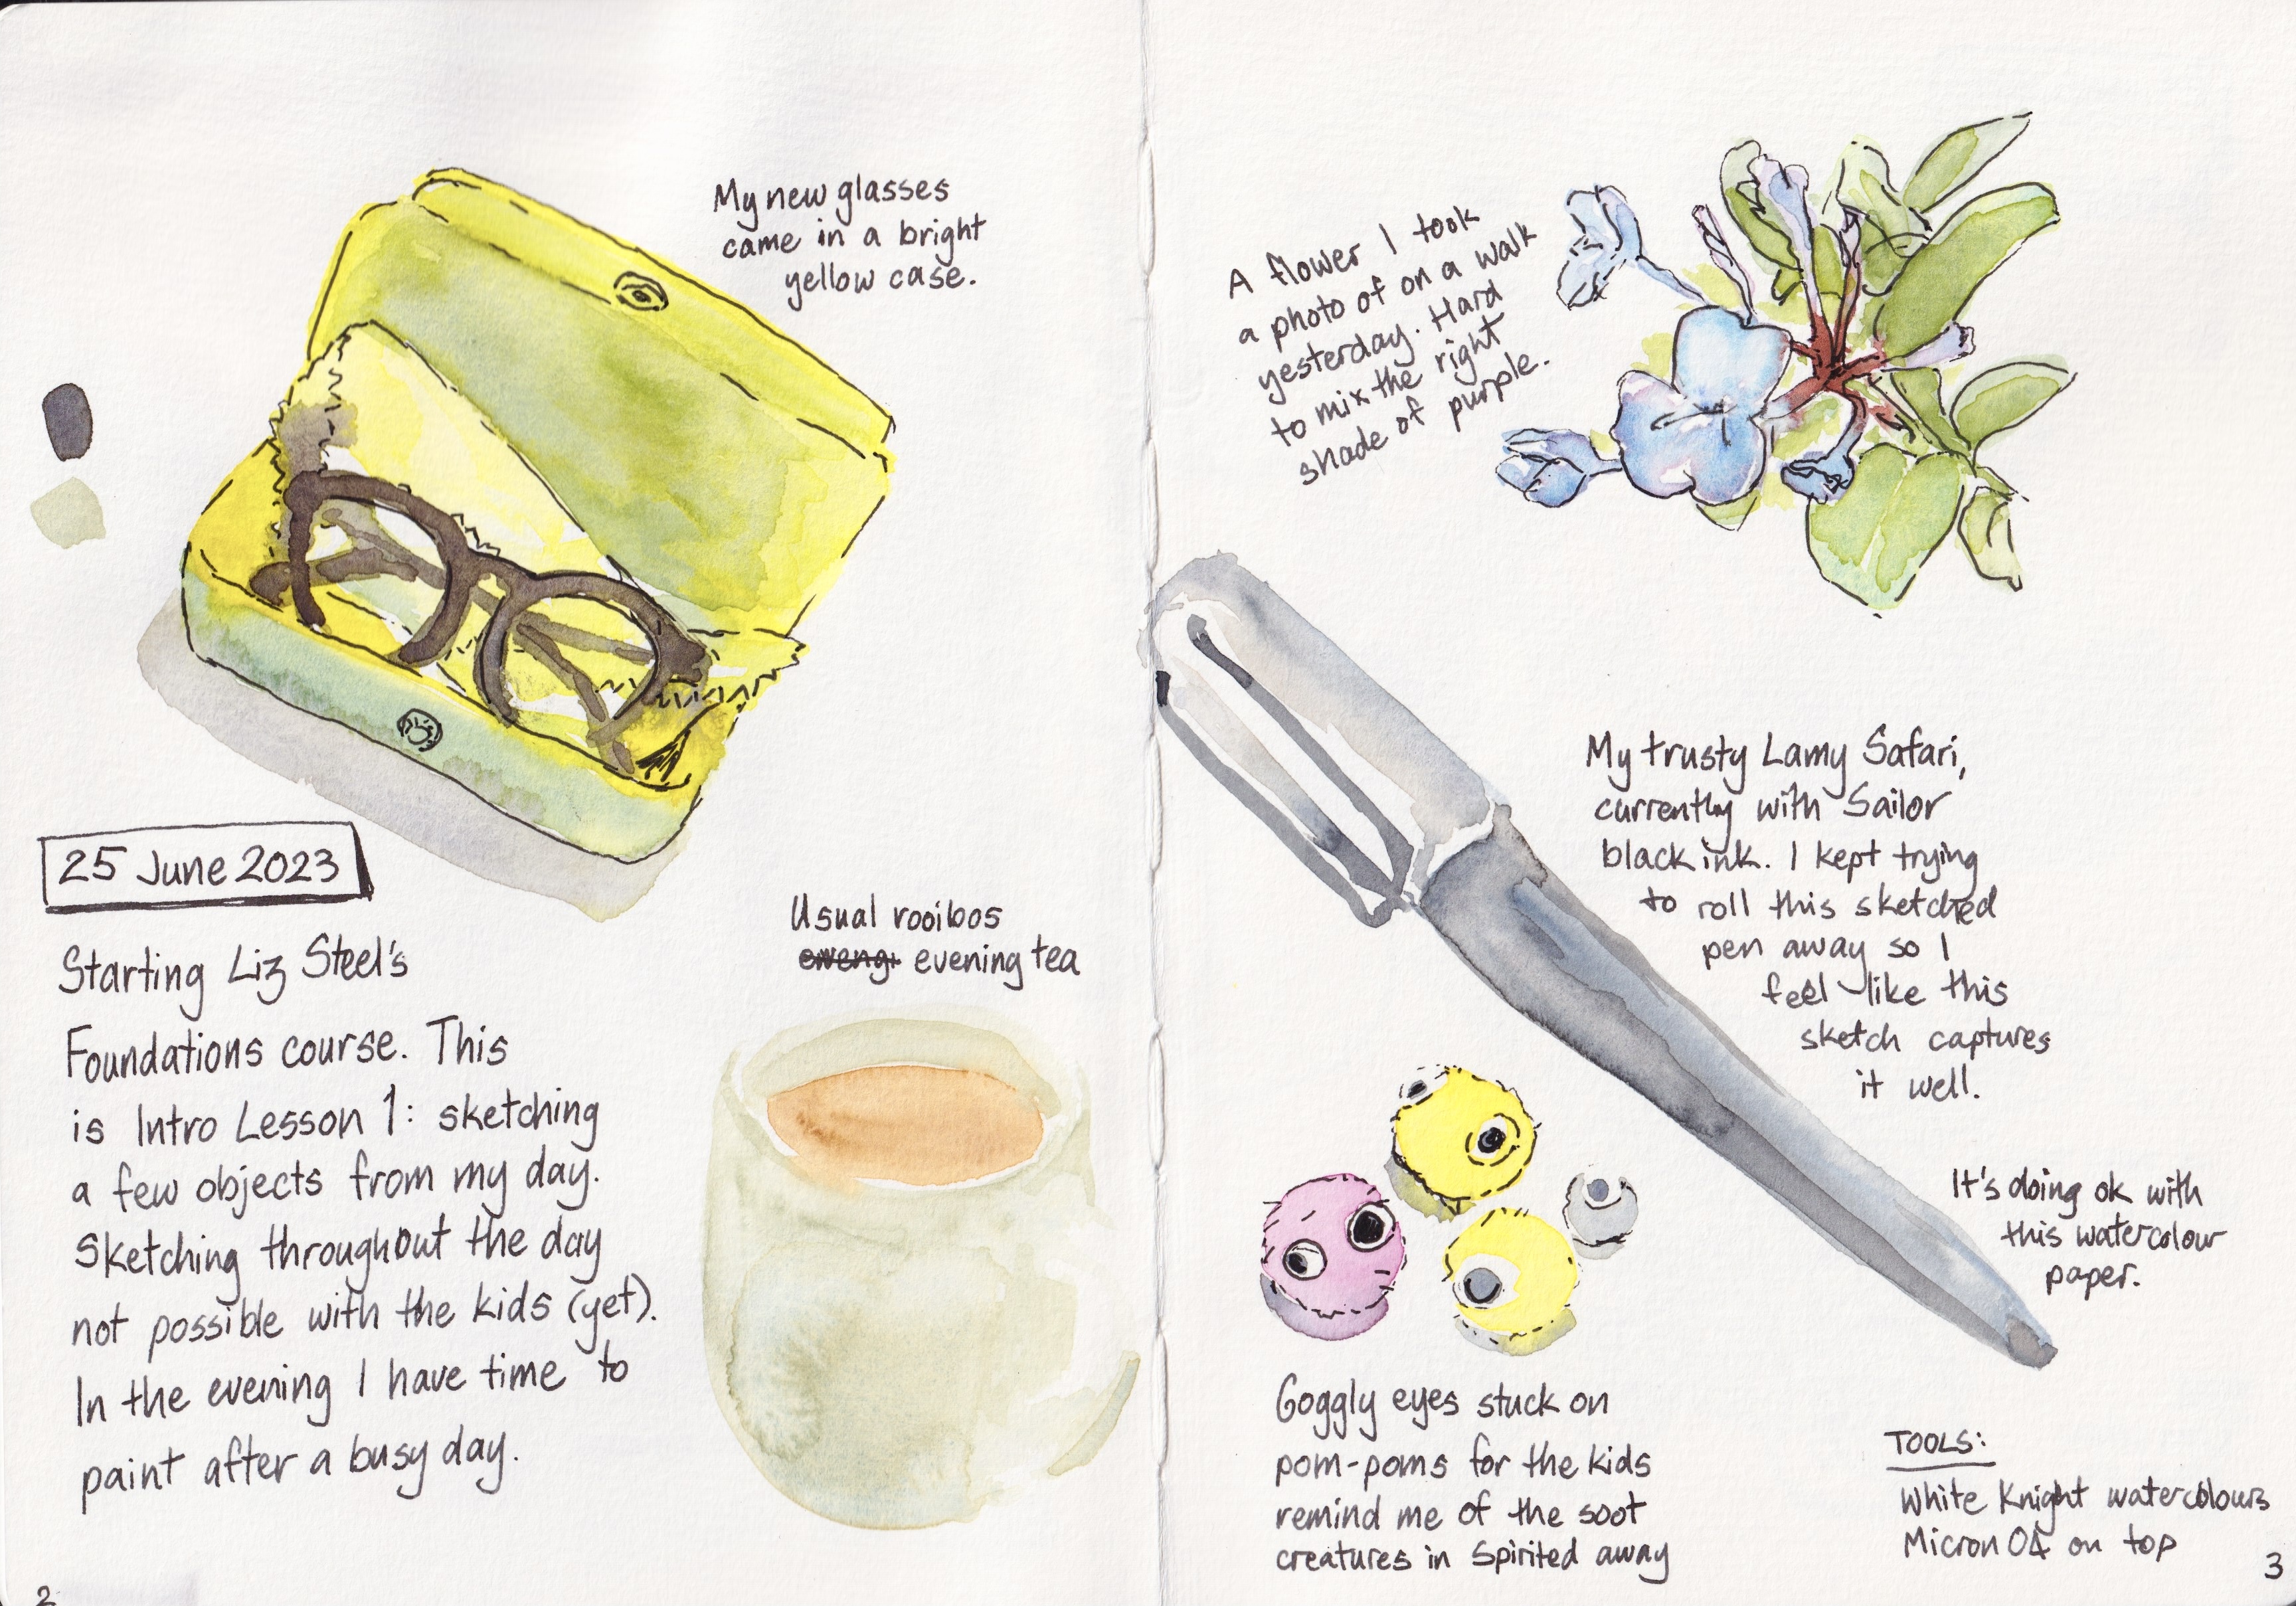 My new glasses
came in a bright
yellow case.
25 June 2023
Starting Liz Steel's
Foundations course. This
is Intro Lesson 1: sketching
a few objects from my day.
Sketching throughout the day
not possible with the kids (yet).
In the evening I have time to
paint after a busy day.
Usual rooibos
evening tea
2
A flower I took
a photo of on a walk
yesterday. Hard
to mix the right
shade of purple.
My trusty Lamy Safari,
currently with Sailor
black ink. I kept trying
to roll this sketched
pen away so I
feel like this
sketch captures
it well.
It's doing ok with
this watercolour
paper.
Goggly eyes stuck on
pom-poms for the kids
remind me of the soot
creatures in Spirited away
TOOLS:
White Knight watercolours
Micron 04 on top
3